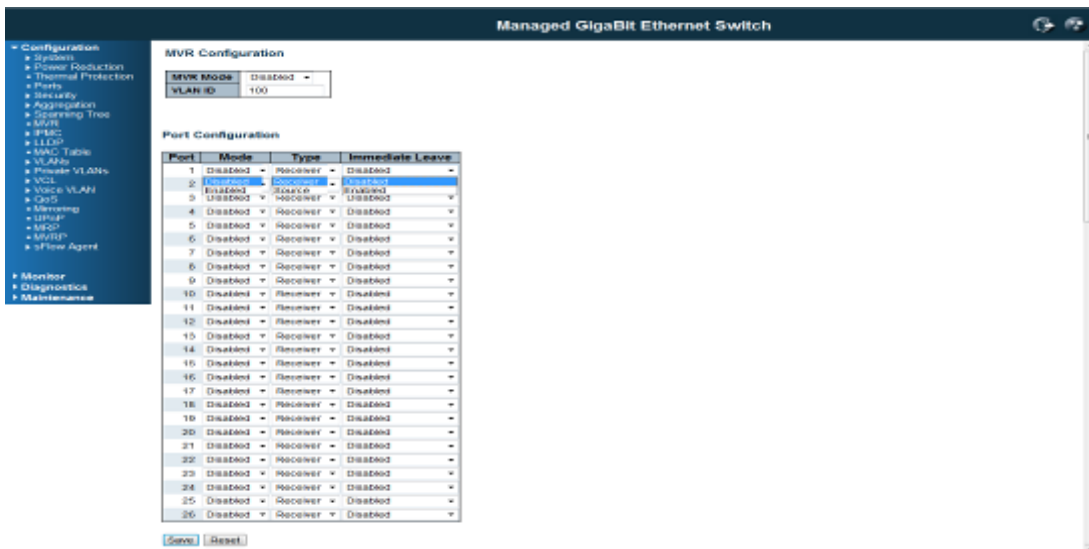 Managed GigaBit Ethernet Switch
Configuration
System
Power Reduction
Thermal Protection
Ports
Security
Aggregation
Spanning Tree
MVR
IPMC
LLDP
MAC Table
VLANs
Private VLANs
VCL
Voice VLAN
QoS
Mirroring
UPnP
MRP
MVRP
sFlow Agent
Monitor
Diagnostics
Maintenance
MVR Configuration
MVR Mode Disabled
VLAN ID 100
Port Configuration
Port Mode Type Immediate Leave
1 Disabled Receiver Disabled
2 Disabled Receiver Disabled
Enabled Source Enabled
3 Disabled Receiver Disabled
4 Disabled Receiver Disabled
5 Disabled Receiver Disabled
6 Disabled Receiver Disabled
7 Disabled Receiver Disabled
8 Disabled Receiver Disabled
9 Disabled Receiver Disabled
10 Disabled Receiver Disabled
11 Disabled Receiver Disabled
12 Disabled Receiver Disabled
13 Disabled Receiver Disabled
14 Disabled Receiver Disabled
15 Disabled Receiver Disabled
16 Disabled Receiver Disabled
17 Disabled Receiver Disabled
18 Disabled Receiver Disabled
19 Disabled Receiver Disabled
20 Disabled Receiver Disabled
21 Disabled Receiver Disabled
22 Disabled Receiver Disabled
23 Disabled Receiver Disabled
24 Disabled Receiver Disabled
25 Disabled Receiver Disabled
26 Disabled Receiver Disabled
Save Reset